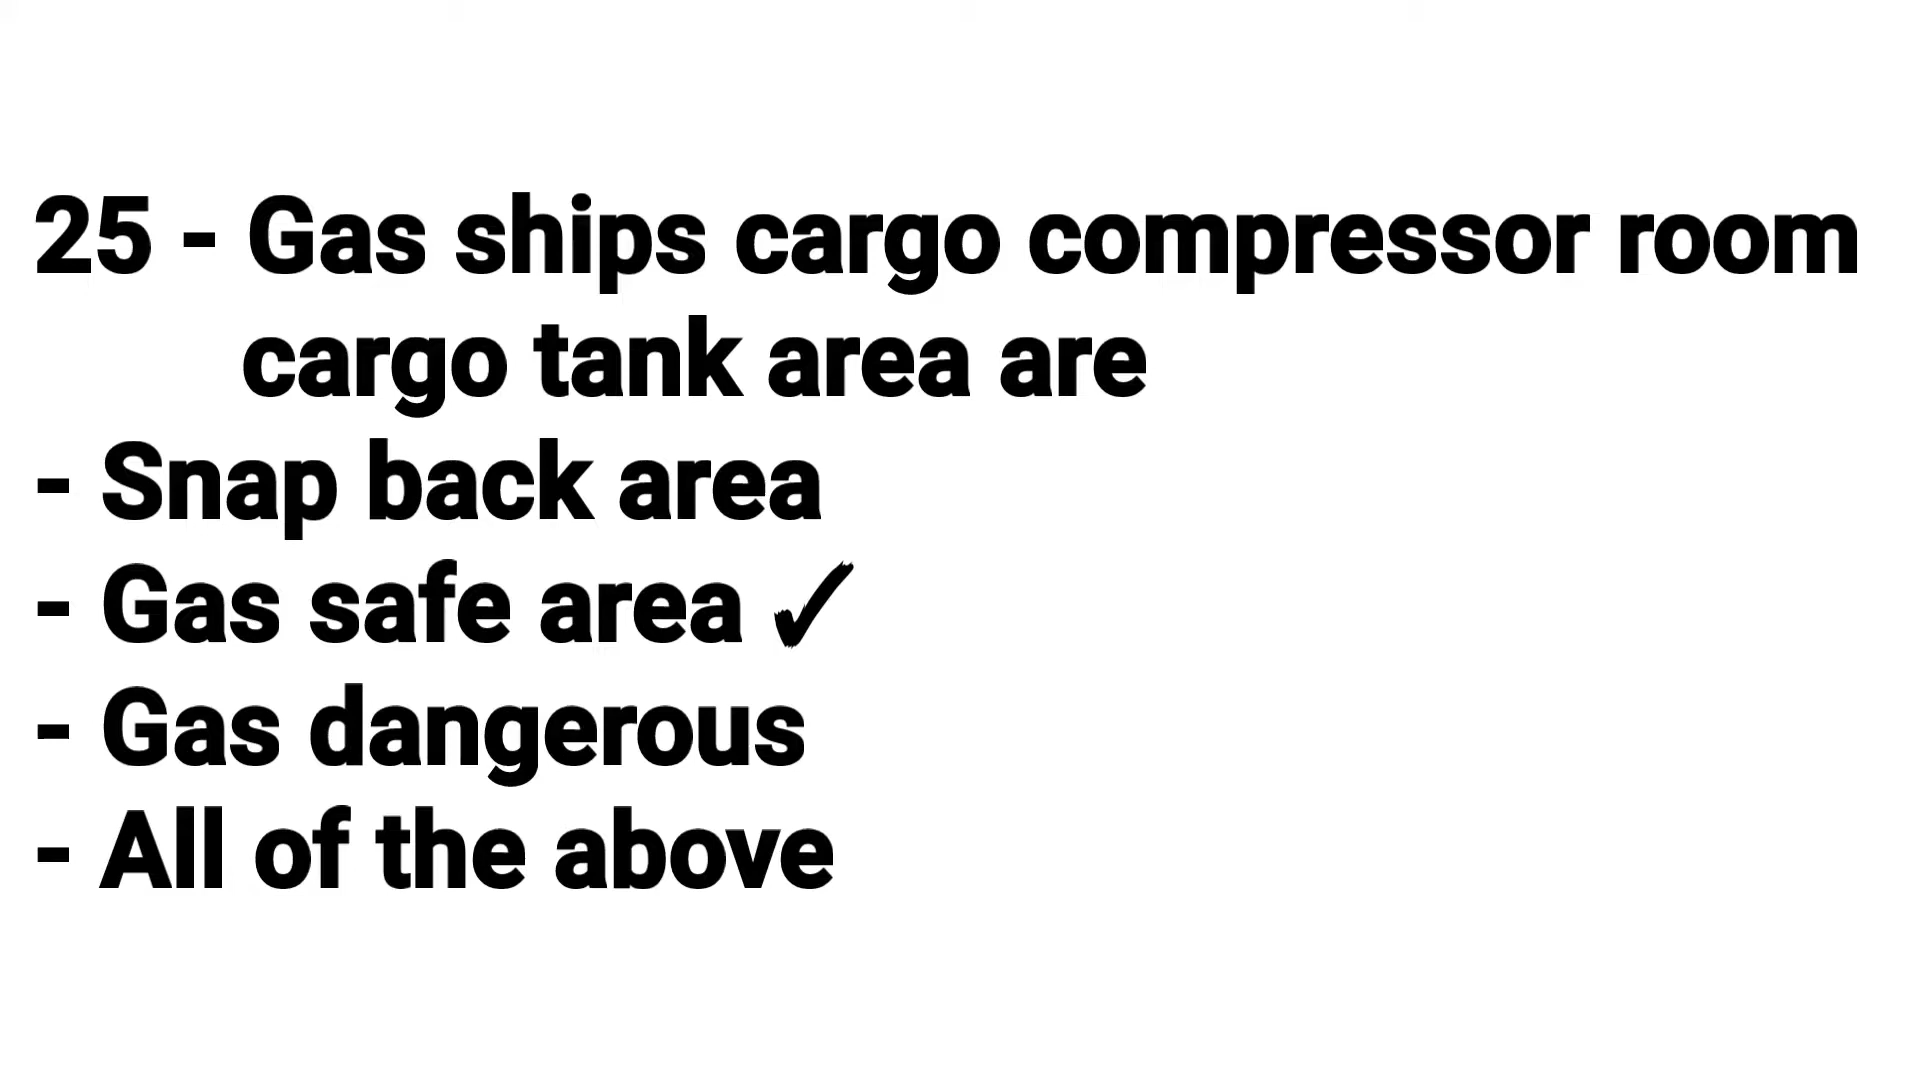 25 - Gas ships cargo compressor room
cargo tank area are
- Snap back area
- Gas safe area ✓
- Gas dangerous
- All of the above